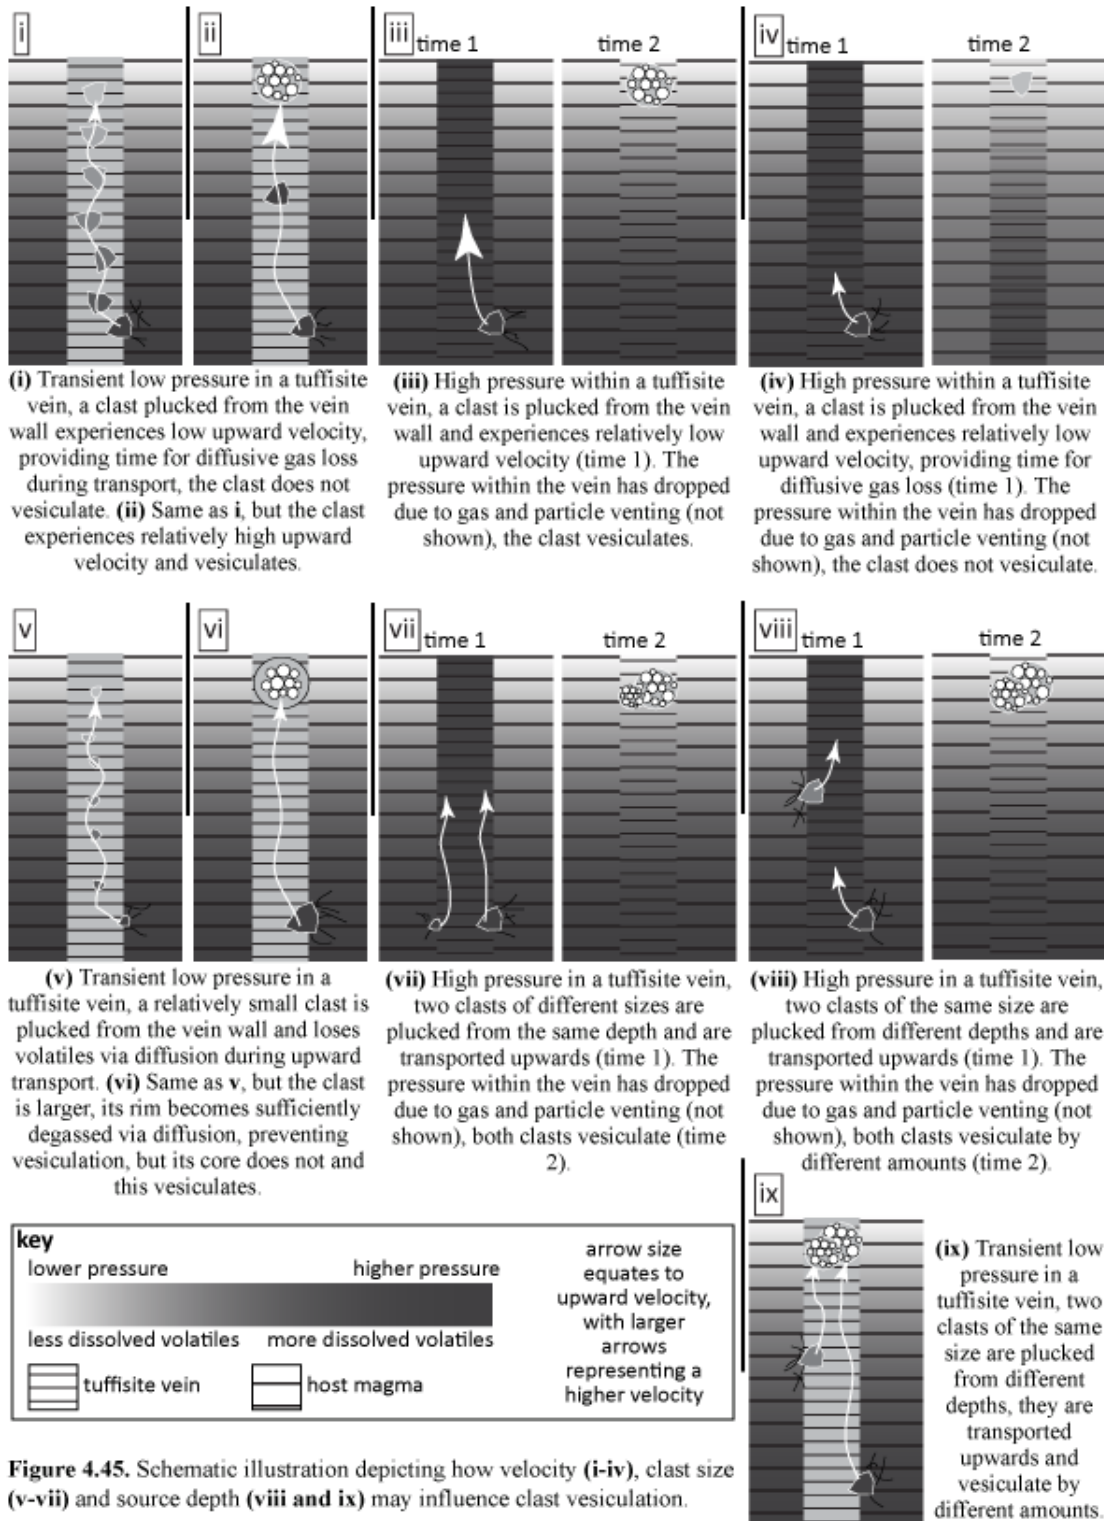 i
ii
iii
time 1
time 2
iv
time 1
time 2
(i) Transient low pressure in a tuffisite
vein, a clast plucked from the vein
wall experiences low upward velocity,
providing time for diffusive gas loss
during transport, the clast does not
vesiculate. (ii) Same as i, but the clast
experiences relatively high upward
velocity and vesiculates.
(iii) High pressure within a tuffisite
vein, a clast is plucked from the vein
wall and experiences relatively low
upward velocity (time 1). The
pressure within the vein has dropped
due to gas and particle venting (not
shown), the clast vesiculates.
(iv) High pressure within a tuffisite
vein, a clast is plucked from the vein
wall and experiences relatively low
upward velocity, providing time for
diffusive gas loss (time 1). The
pressure within the vein has dropped
due to gas and particle venting (not
shown), the clast does not vesiculate.
v
vi
vii
time 1
time 2
viii
time 1
time 2
(v) Transient low pressure in a
tuffisite vein, a relatively small clast is
plucked from the vein wall and loses
volatiles via diffusion during upward
transport. (vi) Same as v, but the clast
is larger, its rim becomes sufficiently
degassed via diffusion, preventing
vesiculation, but its core does not and
this vesiculates.
(vii) High pressure in a tuffisite vein,
two clasts of different sizes are
plucked from the same depth and are
transported upwards (time 1). The
pressure within the vein has dropped
due to gas and particle venting (not
shown), both clasts vesiculate (time
2).
(viii) High pressure in a tuffisite vein,
two clasts of the same size are
plucked from different depths and are
transported upwards (time 1). The
pressure within the vein has dropped
due to gas and particle venting (not
shown), both clasts vesiculate by
different amounts (time 2).
ix
(ix) Transient low
pressure in a
tuffisite vein, two
clasts of the same
size are plucked
from different
depths, they are
transported
upwards and
vesiculate by
different amounts.
key
lower pressure
higher pressure
less dissolved volatiles
more dissolved volatiles
tuffisite vein
host magma
arrow size
equates to
upward velocity,
with larger
arrows
representing a
higher velocity
Figure 4.45. Schematic illustration depicting how velocity (i-iv), clast size
(v-vii) and source depth (viii and ix) may influence clast vesiculation.